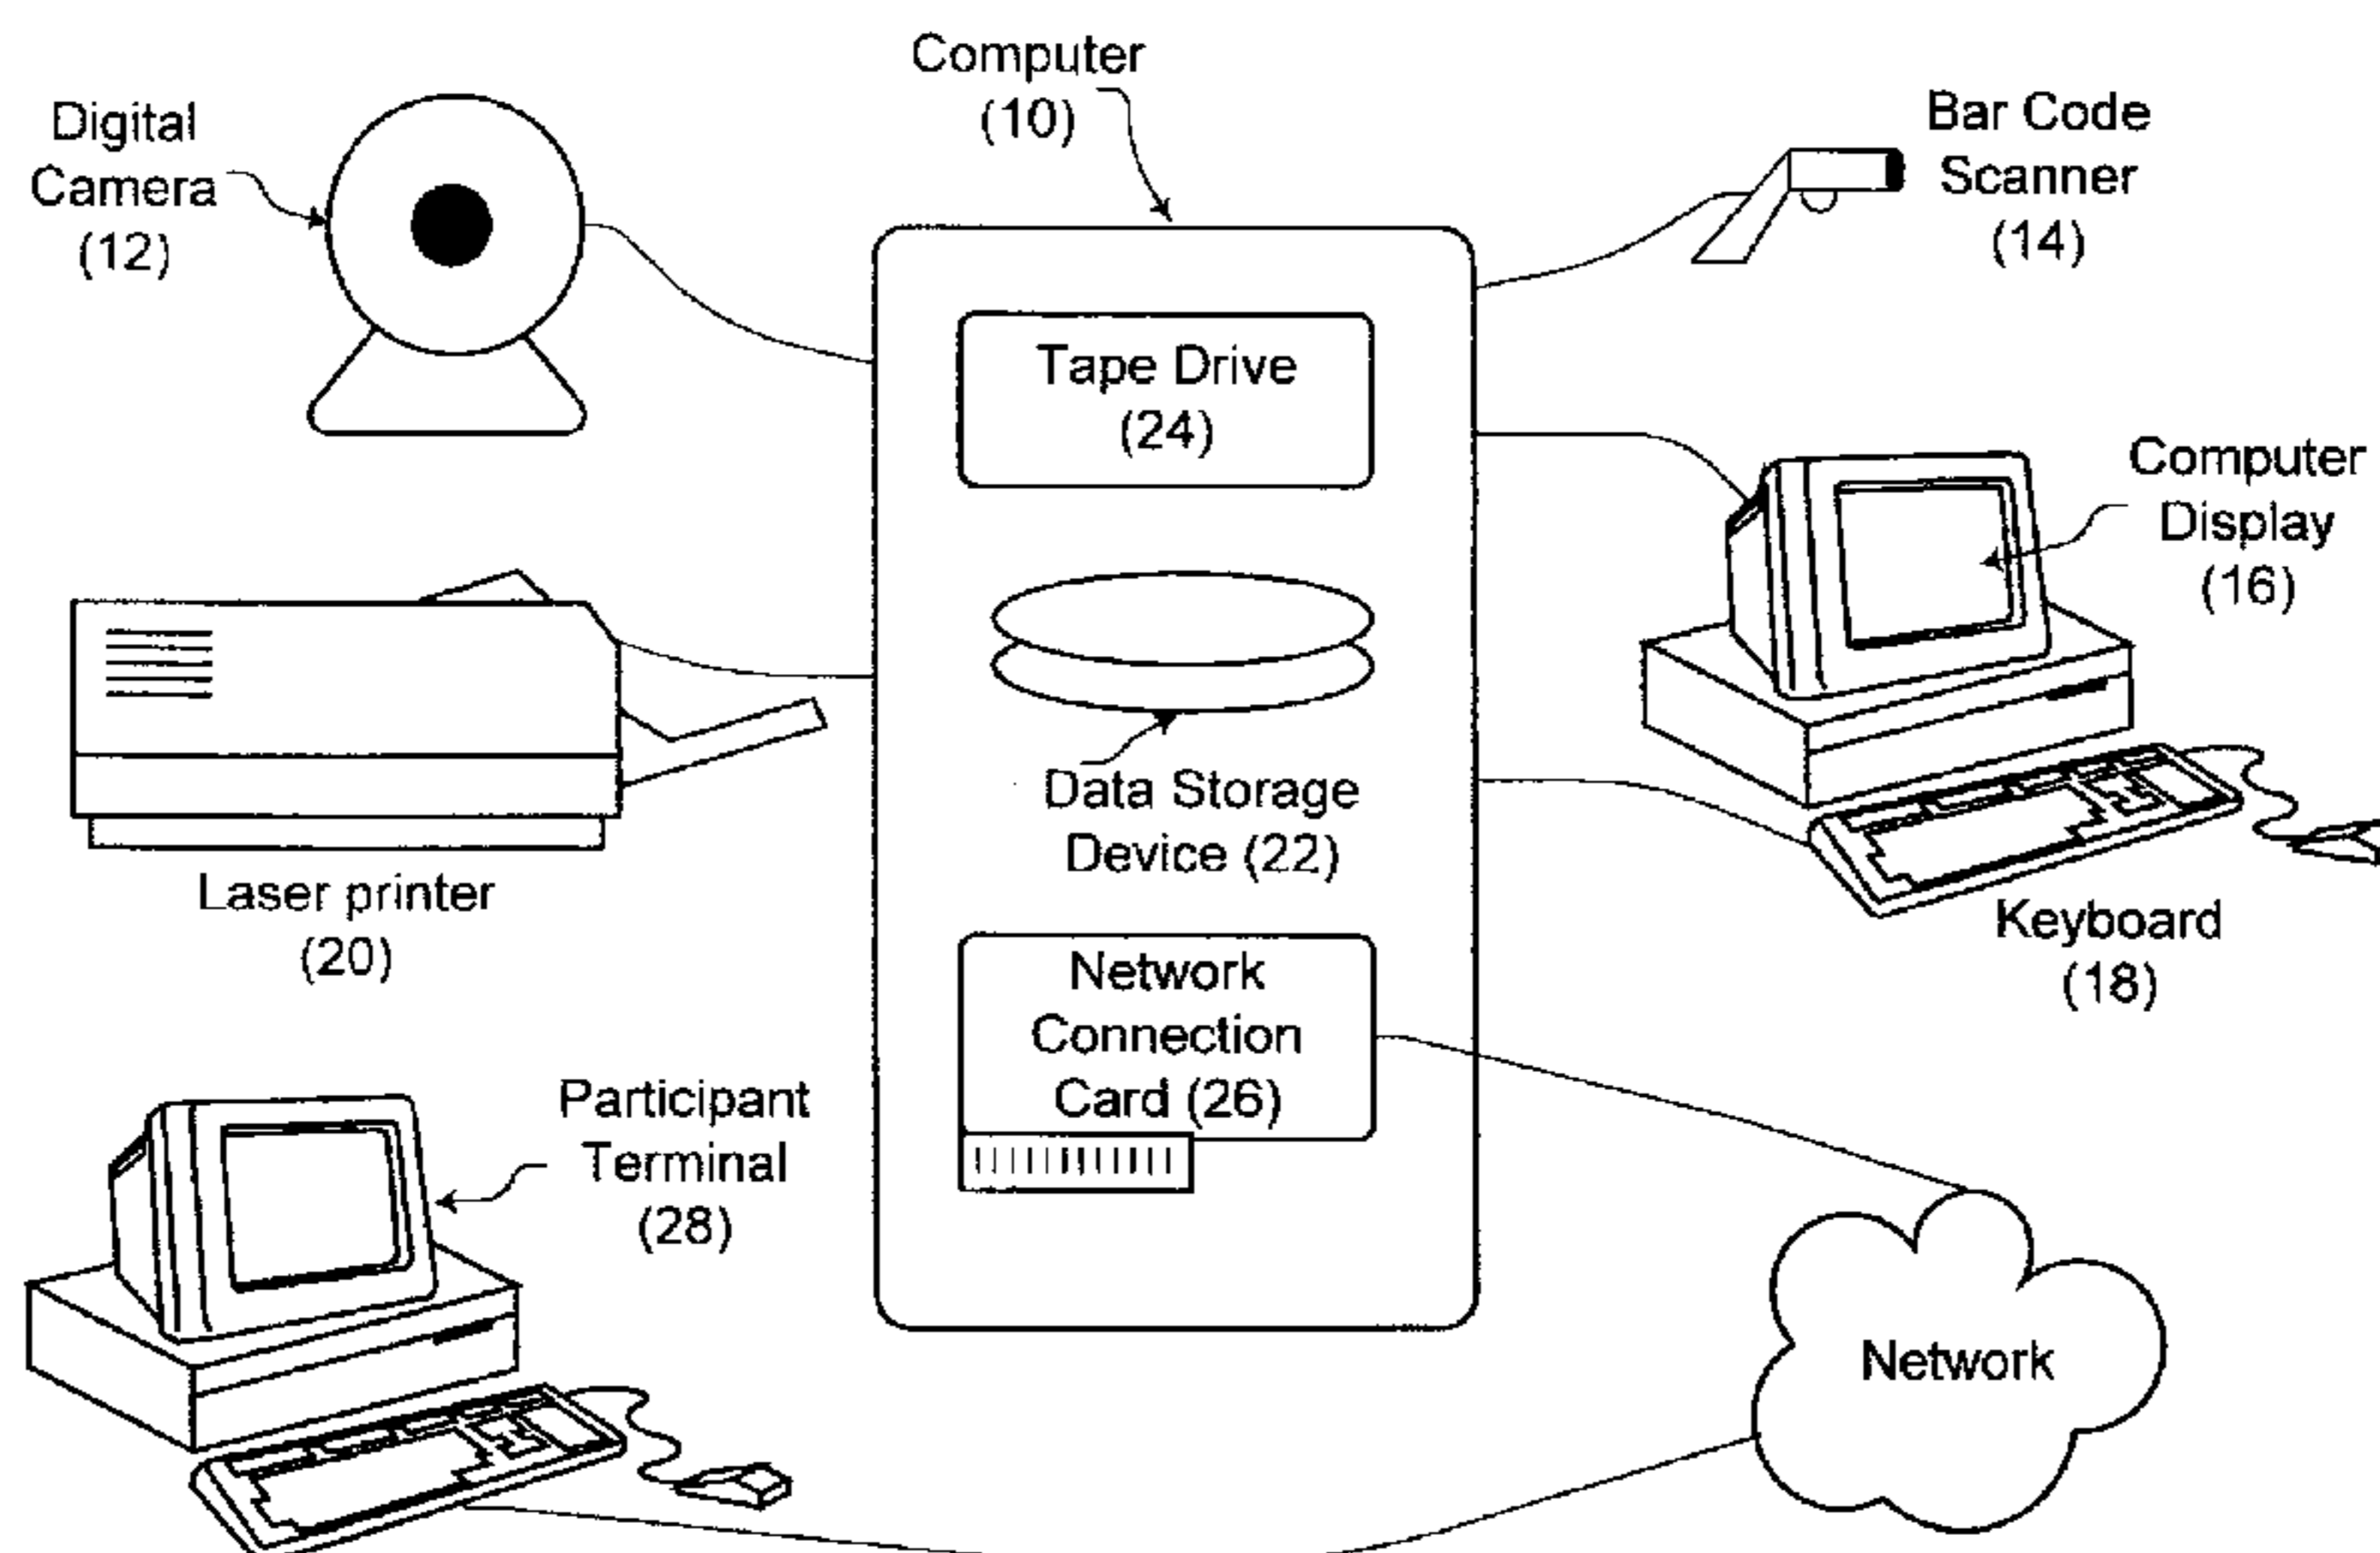 Computer
(10)
Digital
Camera
(12)
Bar Code
Scanner
(14)
Tape Drive
(24)
Computer
Display
(16)
Data Storage
Device (22)
Laser printer
(20)
Keyboard
(18)
Network
Connection
Card (26)
Participant
Terminal
(28)
Network